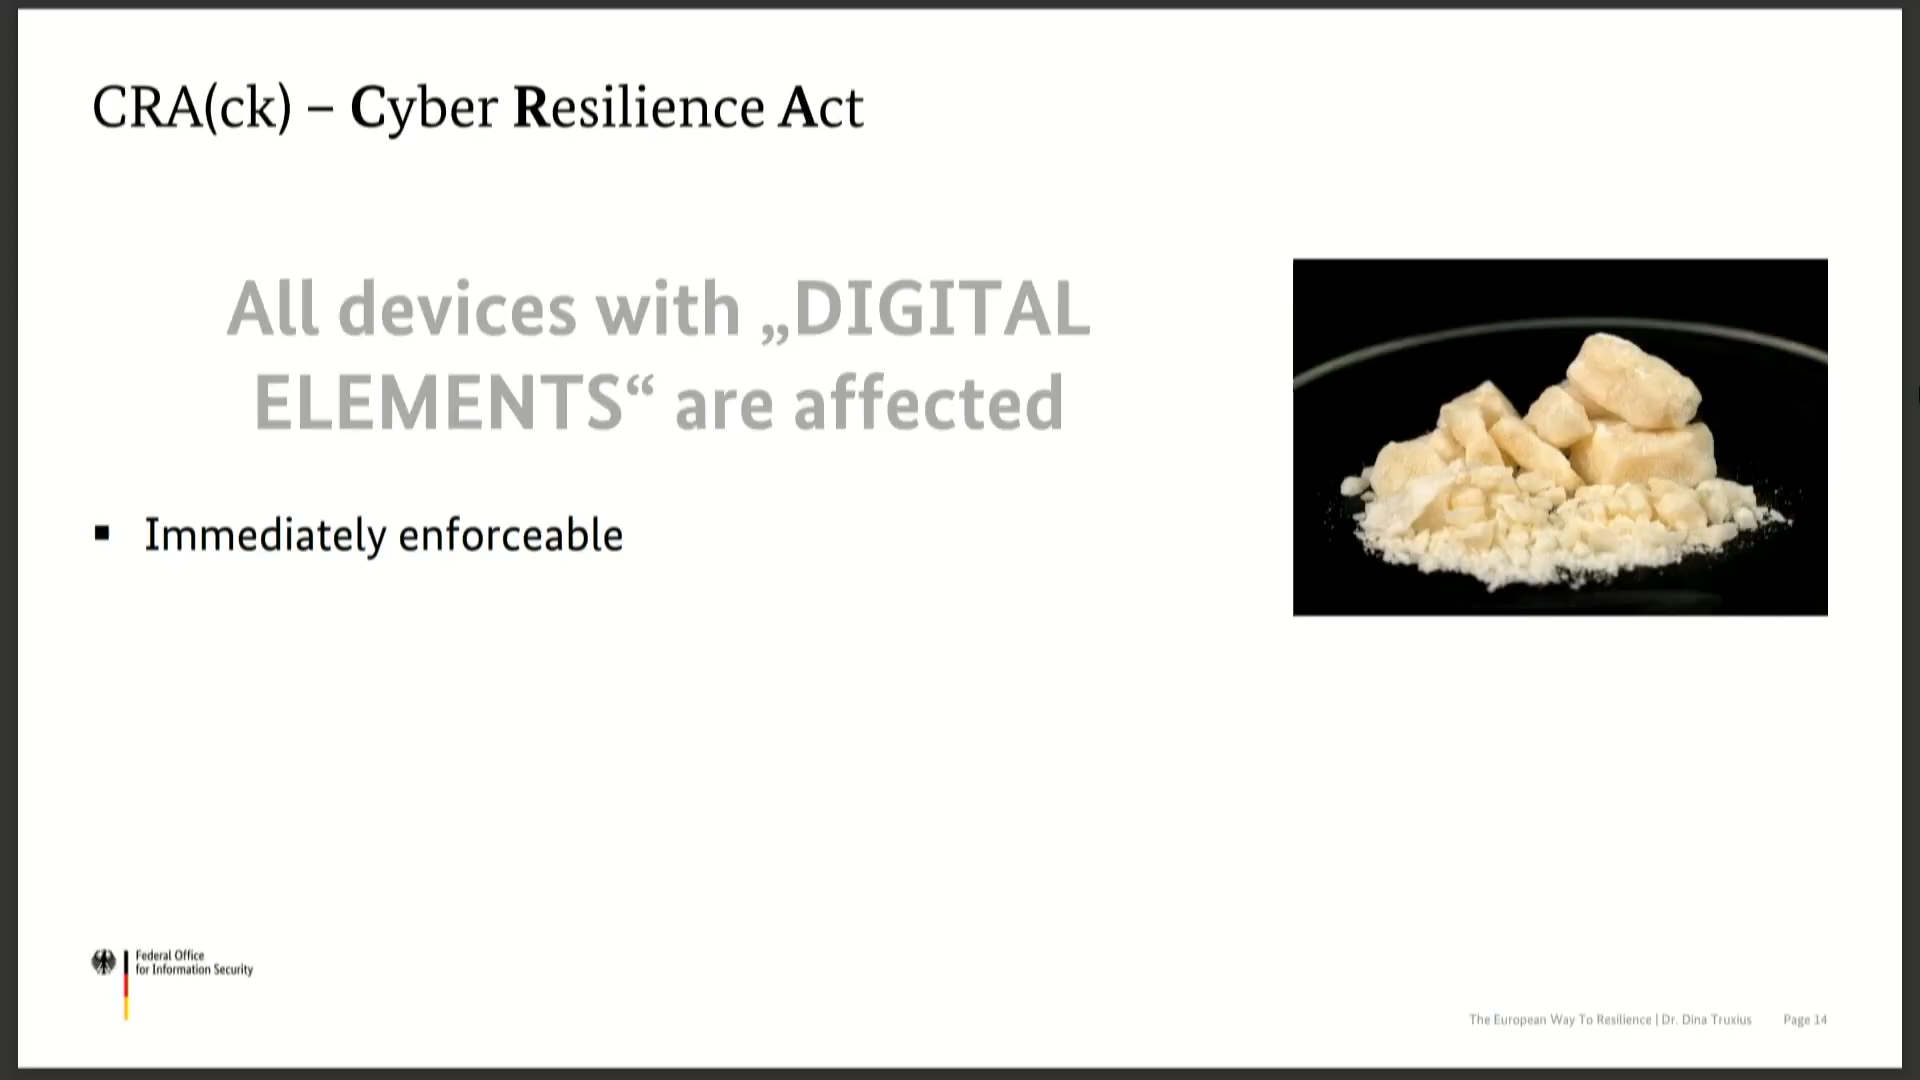 CRA(ck) – Cyber Resilience Act
All devices with „DIGITAL
ELEMENTS“ are affected
▪ Immediately enforceable
Federal Office
for Information Security
The European Way To Resilience | Dr. Dina Truxius Page 14